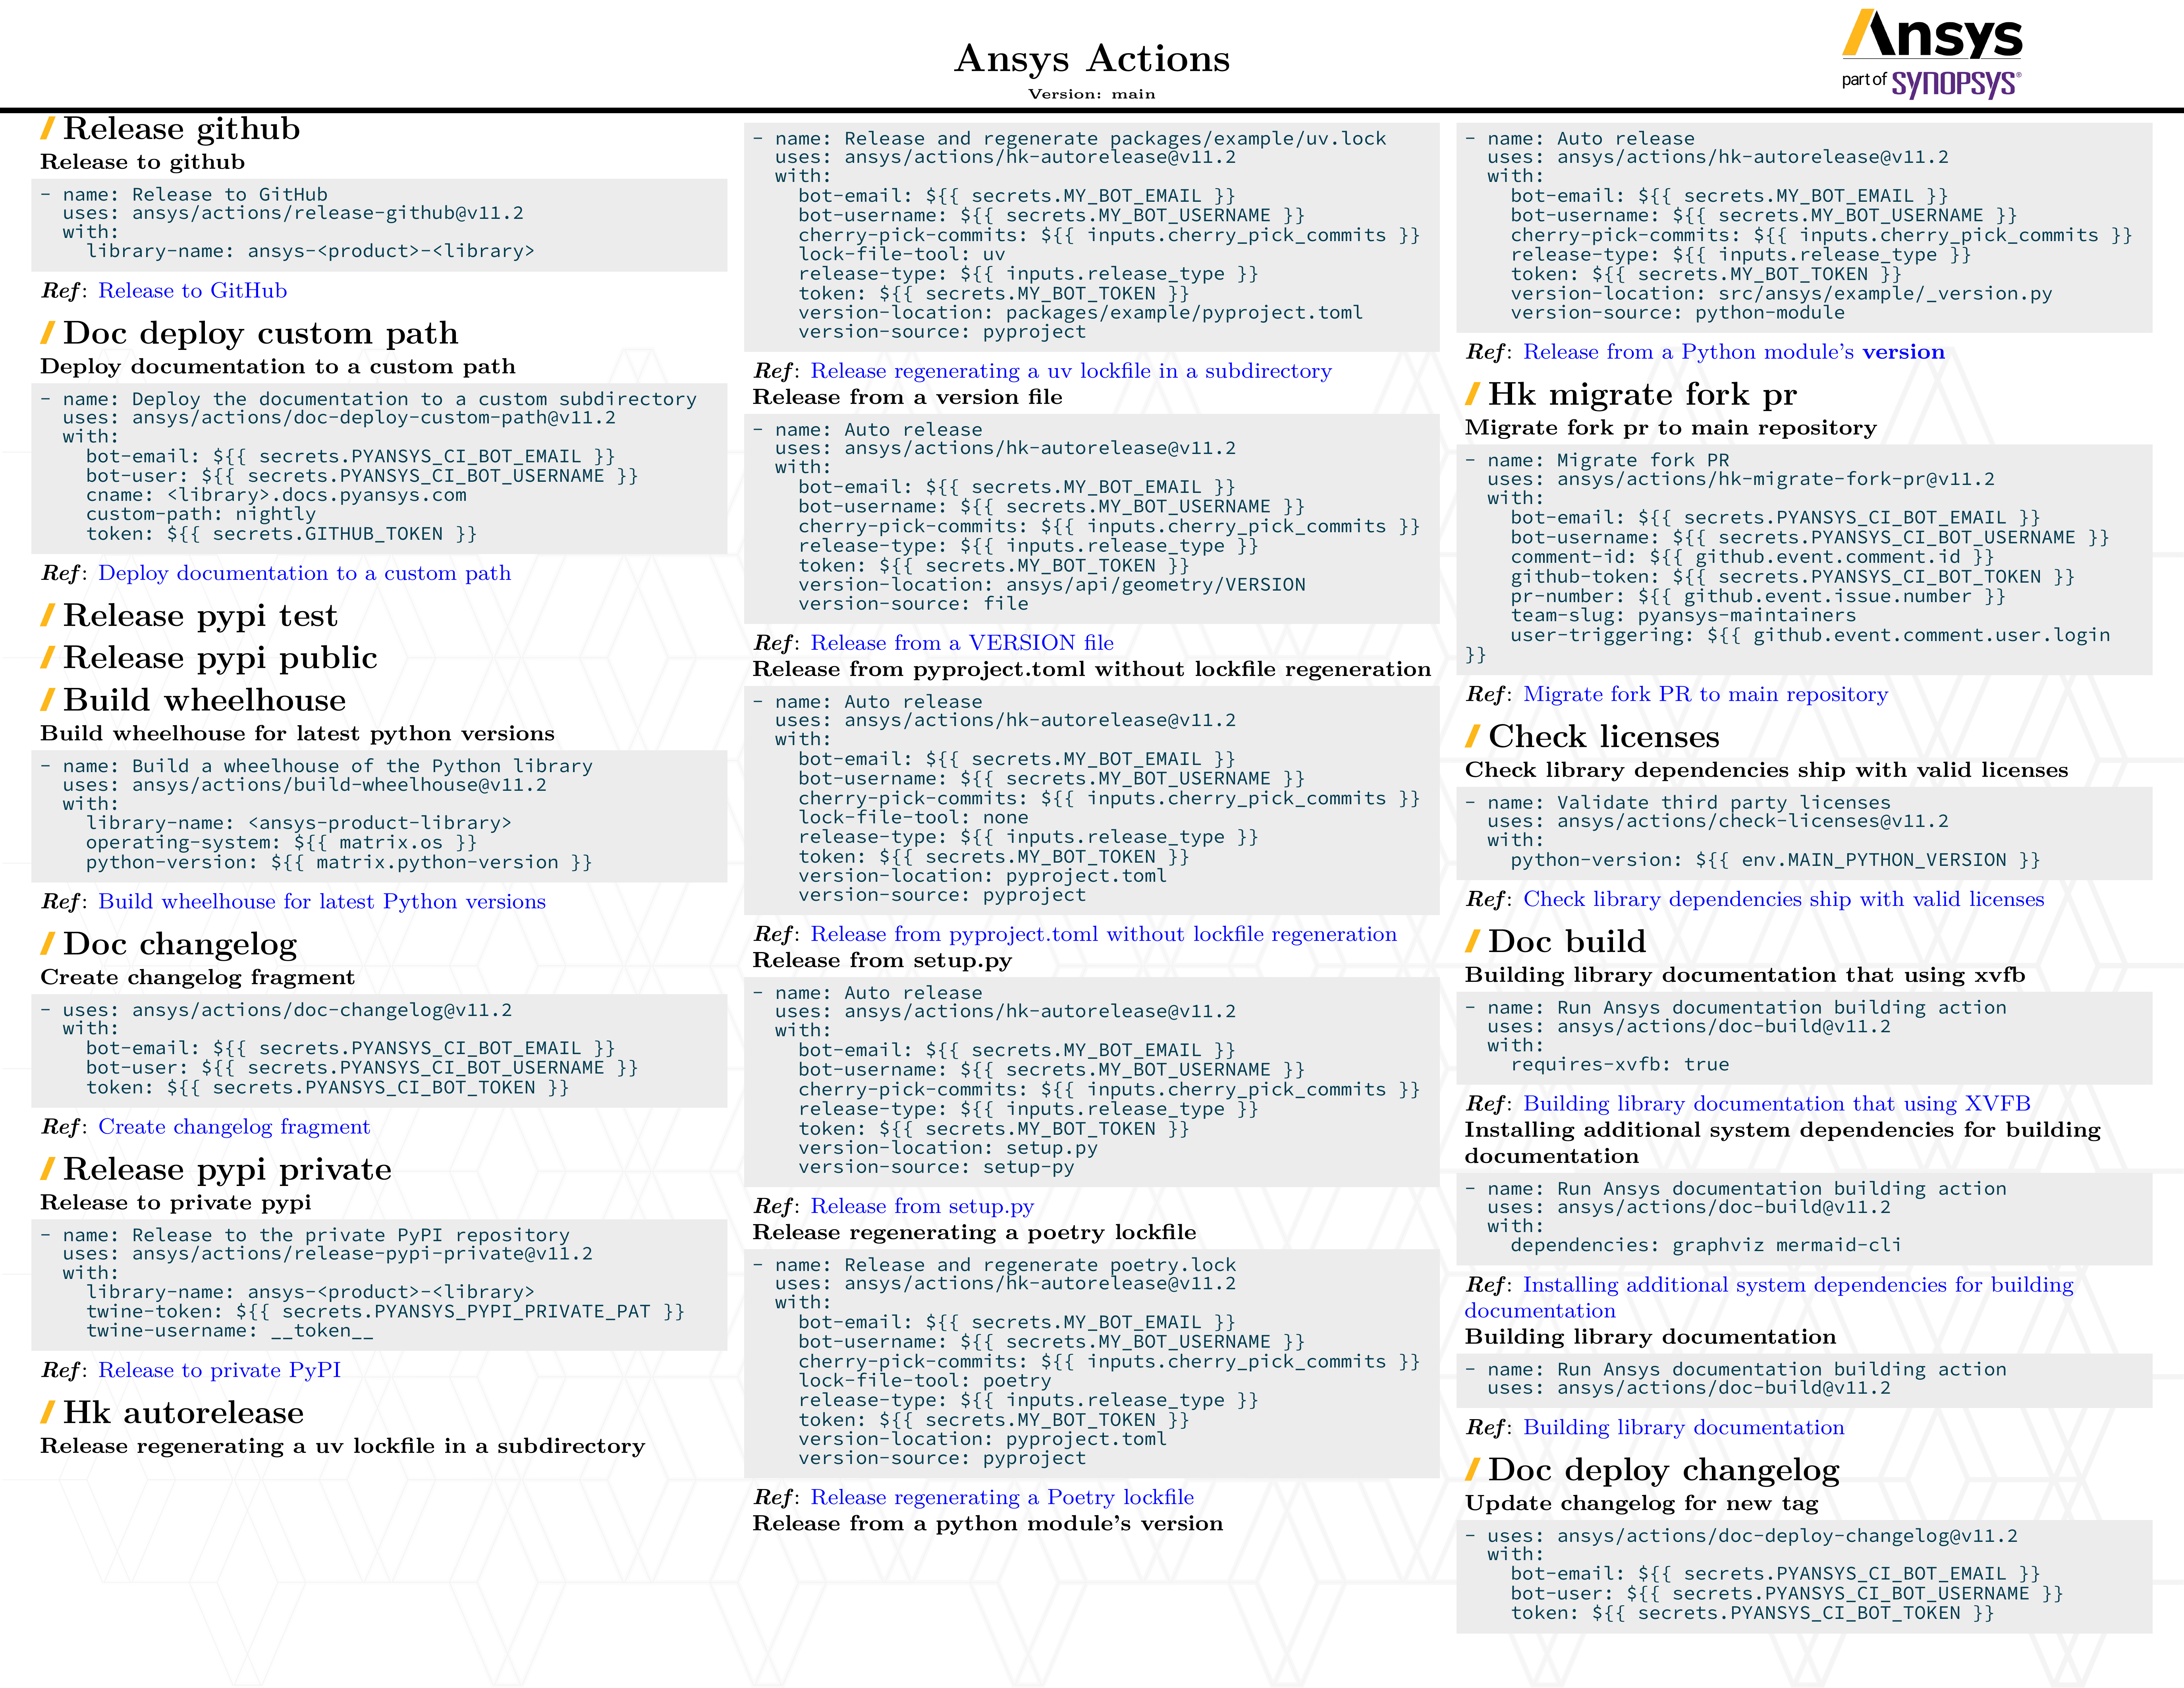 Ansys Actions
Version: main
Ansys
part of SYNOPSYS®
Release github
Release to github
- name: Release to GitHub
  uses: ansys/actions/release-github@v11.2
  with:
    library-name: ansys-<product>-<library>
Ref: Release to GitHub
Doc deploy custom path
Deploy documentation to a custom path
- name: Deploy the documentation to a custom subdirectory
  uses: ansys/actions/doc-deploy-custom-path@v11.2
  with:
    bot-email: ${{ secrets.PYANSYS_CI_BOT_EMAIL }}
    bot-user: ${{ secrets.PYANSYS_CI_BOT_USERNAME }}
    cname: <library>.docs.pyansys.com
    custom-path: nightly
    token: ${{ secrets.GITHUB_TOKEN }}
Ref: Deploy documentation to a custom path
Release pypi test
Release pypi public
Build wheelhouse
Build wheelhouse for latest python versions
- name: Build a wheelhouse of the Python library
  uses: ansys/actions/build-wheelhouse@v11.2
  with:
    library-name: <ansys-product-library>
    operating-system: ${{ matrix.os }}
    python-version: ${{ matrix.python-version }}
Ref: Build wheelhouse for latest Python versions
Doc changelog
Create changelog fragment
- uses: ansys/actions/doc-changelog@v11.2
  with:
    bot-email: ${{ secrets.PYANSYS_CI_BOT_EMAIL }}
    bot-user: ${{ secrets.PYANSYS_CI_BOT_USERNAME }}
    token: ${{ secrets.PYANSYS_CI_BOT_TOKEN }}
Ref: Create changelog fragment
Release pypi private
Release to private pypi
- name: Release to the private PyPI repository
  uses: ansys/actions/release-pypi-private@v11.2
  with:
    library-name: ansys-<product>-<library>
    twine-token: ${{ secrets.PYANSYS_PYPI_PRIVATE_PAT }}
    twine-username: __token__
Ref: Release to private PyPI
Hk autorelease
Release regenerating a uv lockfile in a subdirectory
- name: Release and regenerate packages/example/uv.lock
  uses: ansys/actions/hk-autorelease@v11.2
  with:
    bot-email: ${{ secrets.MY_BOT_EMAIL }}
    bot-username: ${{ secrets.MY_BOT_USERNAME }}
    cherry-pick-commits: ${{ inputs.cherry_pick_commits }}
    lock-file-tool: uv
    release-type: ${{ inputs.release_type }}
    token: ${{ secrets.MY_BOT_TOKEN }}
    version-location: packages/example/pyproject.toml
    version-source: pyproject
Ref: Release regenerating a uv lockfile in a subdirectory
Release from a version file
- name: Auto release
  uses: ansys/actions/hk-autorelease@v11.2
  with:
    bot-email: ${{ secrets.MY_BOT_EMAIL }}
    bot-username: ${{ secrets.MY_BOT_USERNAME }}
    cherry-pick-commits: ${{ inputs.cherry_pick_commits }}
    release-type: ${{ inputs.release_type }}
    token: ${{ secrets.MY_BOT_TOKEN }}
    version-location: ansys/api/geometry/VERSION
    version-source: file
Ref: Release from a VERSION file
Release from pyproject.toml without lockfile regeneration
- name: Auto release
  uses: ansys/actions/hk-autorelease@v11.2
  with:
    bot-email: ${{ secrets.MY_BOT_EMAIL }}
    bot-username: ${{ secrets.MY_BOT_USERNAME }}
    cherry-pick-commits: ${{ inputs.cherry_pick_commits }}
    lock-file-tool: none
    release-type: ${{ inputs.release_type }}
    token: ${{ secrets.MY_BOT_TOKEN }}
    version-location: pyproject.toml
    version-source: pyproject
Ref: Release from pyproject.toml without lockfile regeneration
Release from setup.py
- name: Auto release
  uses: ansys/actions/hk-autorelease@v11.2
  with:
    bot-email: ${{ secrets.MY_BOT_EMAIL }}
    bot-username: ${{ secrets.MY_BOT_USERNAME }}
    cherry-pick-commits: ${{ inputs.cherry_pick_commits }}
    release-type: ${{ inputs.release_type }}
    token: ${{ secrets.MY_BOT_TOKEN }}
    version-location: setup.py
    version-source: setup-py
Ref: Release from setup.py
Release regenerating a poetry lockfile
- name: Release and regenerate poetry.lock
  uses: ansys/actions/hk-autorelease@v11.2
  with:
    bot-email: ${{ secrets.MY_BOT_EMAIL }}
    bot-username: ${{ secrets.MY_BOT_USERNAME }}
    cherry-pick-commits: ${{ inputs.cherry_pick_commits }}
    lock-file-tool: poetry
    release-type: ${{ inputs.release_type }}
    token: ${{ secrets.MY_BOT_TOKEN }}
    version-location: pyproject.toml
    version-source: pyproject
Ref: Release regenerating a Poetry lockfile
Release from a python module's version
- name: Auto release
  uses: ansys/actions/hk-autorelease@v11.2
  with:
    bot-email: ${{ secrets.MY_BOT_EMAIL }}
    bot-username: ${{ secrets.MY_BOT_USERNAME }}
    cherry-pick-commits: ${{ inputs.cherry_pick_commits }}
    release-type: ${{ inputs.release_type }}
    token: ${{ secrets.MY_BOT_TOKEN }}
    version-location: src/ansys/example/_version.py
    version-source: python-module
Ref: Release from a Python module's version
Hk migrate fork pr
Migrate fork pr to main repository
- name: Migrate fork PR
  uses: ansys/actions/hk-migrate-fork-pr@v11.2
  with:
    bot-email: ${{ secrets.PYANSYS_CI_BOT_EMAIL }}
    bot-username: ${{ secrets.PYANSYS_CI_BOT_USERNAME }}
    comment-id: ${{ github.event.comment.id }}
    github-token: ${{ secrets.PYANSYS_CI_BOT_TOKEN }}
    pr-number: ${{ github.event.issue.number }}
    team-slug: pyansys-maintainers
    user-triggering: ${{ github.event.comment.user.login
}}
Ref: Migrate fork PR to main repository
Check licenses
Check library dependencies ship with valid licenses
- name: Validate third party licenses
  uses: ansys/actions/check-licenses@v11.2
  with:
    python-version: ${{ env.MAIN_PYTHON_VERSION }}
Ref: Check library dependencies ship with valid licenses
Doc build
Building library documentation that using xvfb
- name: Run Ansys documentation building action
  uses: ansys/actions/doc-build@v11.2
  with:
    requires-xvfb: true
Ref: Building library documentation that using XVFB
Installing additional system dependencies for building
documentation
- name: Run Ansys documentation building action
  uses: ansys/actions/doc-build@v11.2
  with:
    dependencies: graphviz mermaid-cli
Ref: Installing additional system dependencies for building
documentation
Building library documentation
- name: Run Ansys documentation building action
  uses: ansys/actions/doc-build@v11.2
Ref: Building library documentation
Doc deploy changelog
Update changelog for new tag
- uses: ansys/actions/doc-deploy-changelog@v11.2
  with:
    bot-email: ${{ secrets.PYANSYS_CI_BOT_EMAIL }}
    bot-user: ${{ secrets.PYANSYS_CI_BOT_USERNAME }}
    token: ${{ secrets.PYANSYS_CI_BOT_TOKEN }}